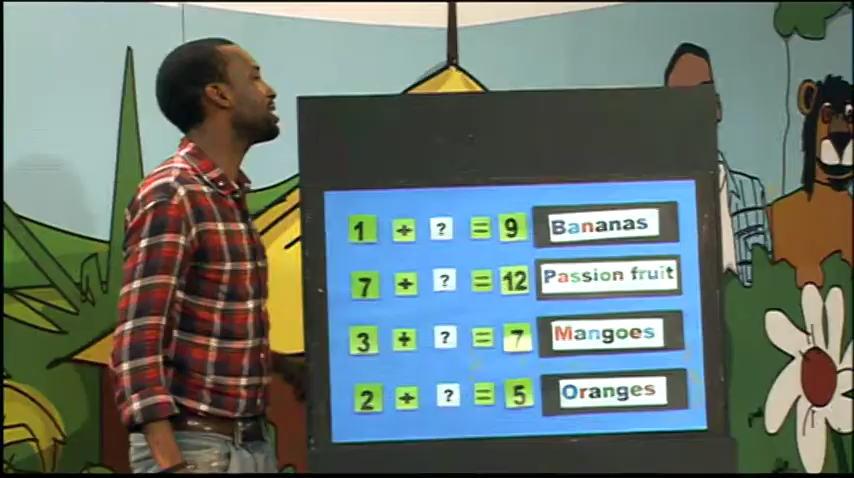 1 + ? = 9 Bananas
7 + ? = 12 Passion fruit
3 + ? = 7 Mangoes
2 + ? = 5 Oranges